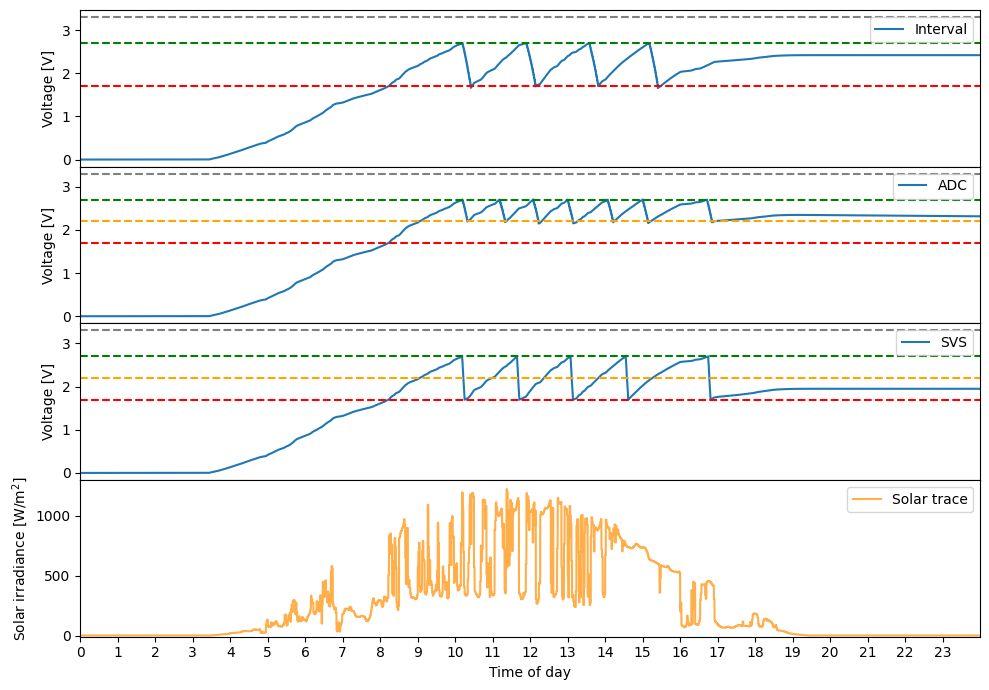 Voltage [V]
3
2
1
0
Interval
Voltage [V]
3
2
1
0
ADC
Voltage [V]
3
2
1
0
SVS
Solar irradiance [W/m²]
1000
500
0
Solar trace
0 1 2 3 4 5 6 7 8 9 10 11 12 13 14 15 16 17 18 19 20 21 22 23
Time of day